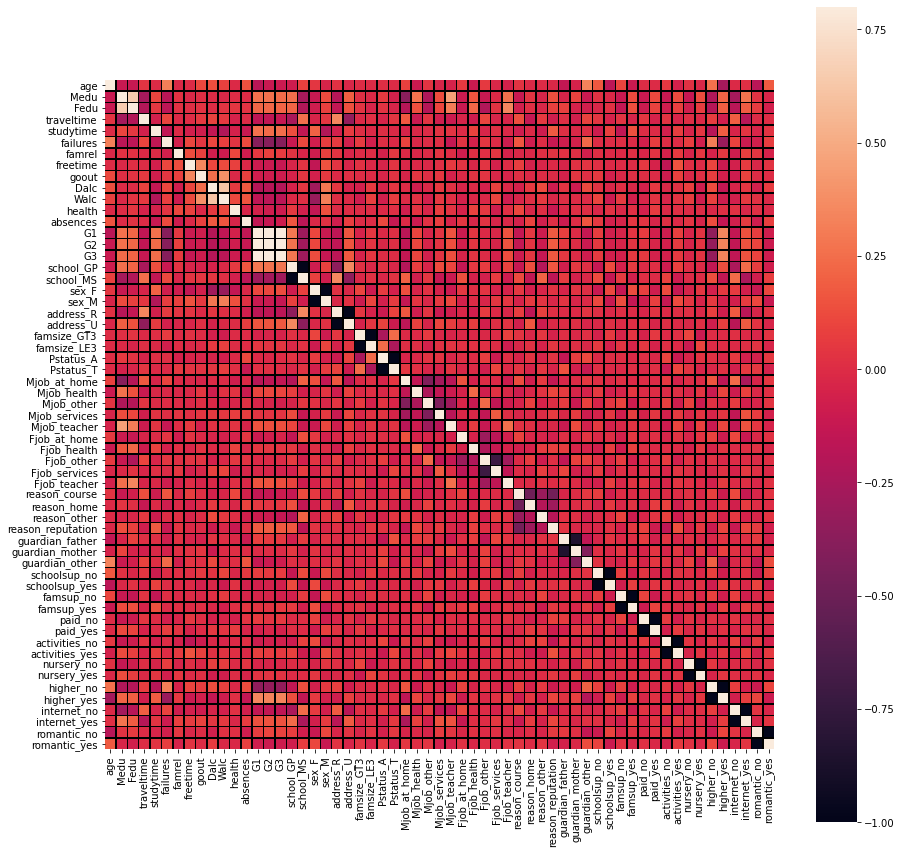 age
Medu
Fedu
traveltime
studytime
failures
famrel
freetime
goout
Dalc
Walc
health
absences
G1
G2
G3
school_GP
school_MS
sex_F
sex_M
address_R
address_U
famsize_GT3
famsize_LE3
Pstatus_A
Pstatus_T
Mjob_at_home
Mjob_health
Mjob_other
Mjob_services
Mjob_teacher
Fjob_at_home
Fjob_health
Fjob_other
Fjob_services
Fjob_teacher
reason_course
reason_home
reason_other
reason_reputation
guardian_father
guardian_mother
guardian_other
schoolsup_no
schoolsup_yes
famsup_no
famsup_yes
paid_no
paid_yes
activities_no
activities_yes
nursery_no
nursery_yes
higher_no
higher_yes
internet_no
internet_yes
romantic_no
romantic_yes
age
Medu
Fedu
traveltime
studytime
failures
famrel
freetime
goout
Dalc
Walc
health
absences
G1
G2
G3
school_GP
school_MS
sex_F
sex_M
address_R
address_U
famsize_GT3
famsize_LE3
Pstatus_A
Pstatus_T
Mjob_at_home
Mjob_health
Mjob_other
Mjob_services
Mjob_teacher
Fjob_at_home
Fjob_health
Fjob_other
Fjob_services
Fjob_teacher
reason_course
reason_home
reason_other
reason_reputation
guardian_father
guardian_mother
guardian_other
schoolsup_no
schoolsup_yes
famsup_no
famsup_yes
paid_no
paid_yes
activities_no
activities_yes
nursery_no
nursery_yes
higher_no
higher_yes
internet_no
internet_yes
romantic_no
romantic_yes
0.75
0.50
0.25
0.00
−0.25
−0.50
−0.75
−1.00